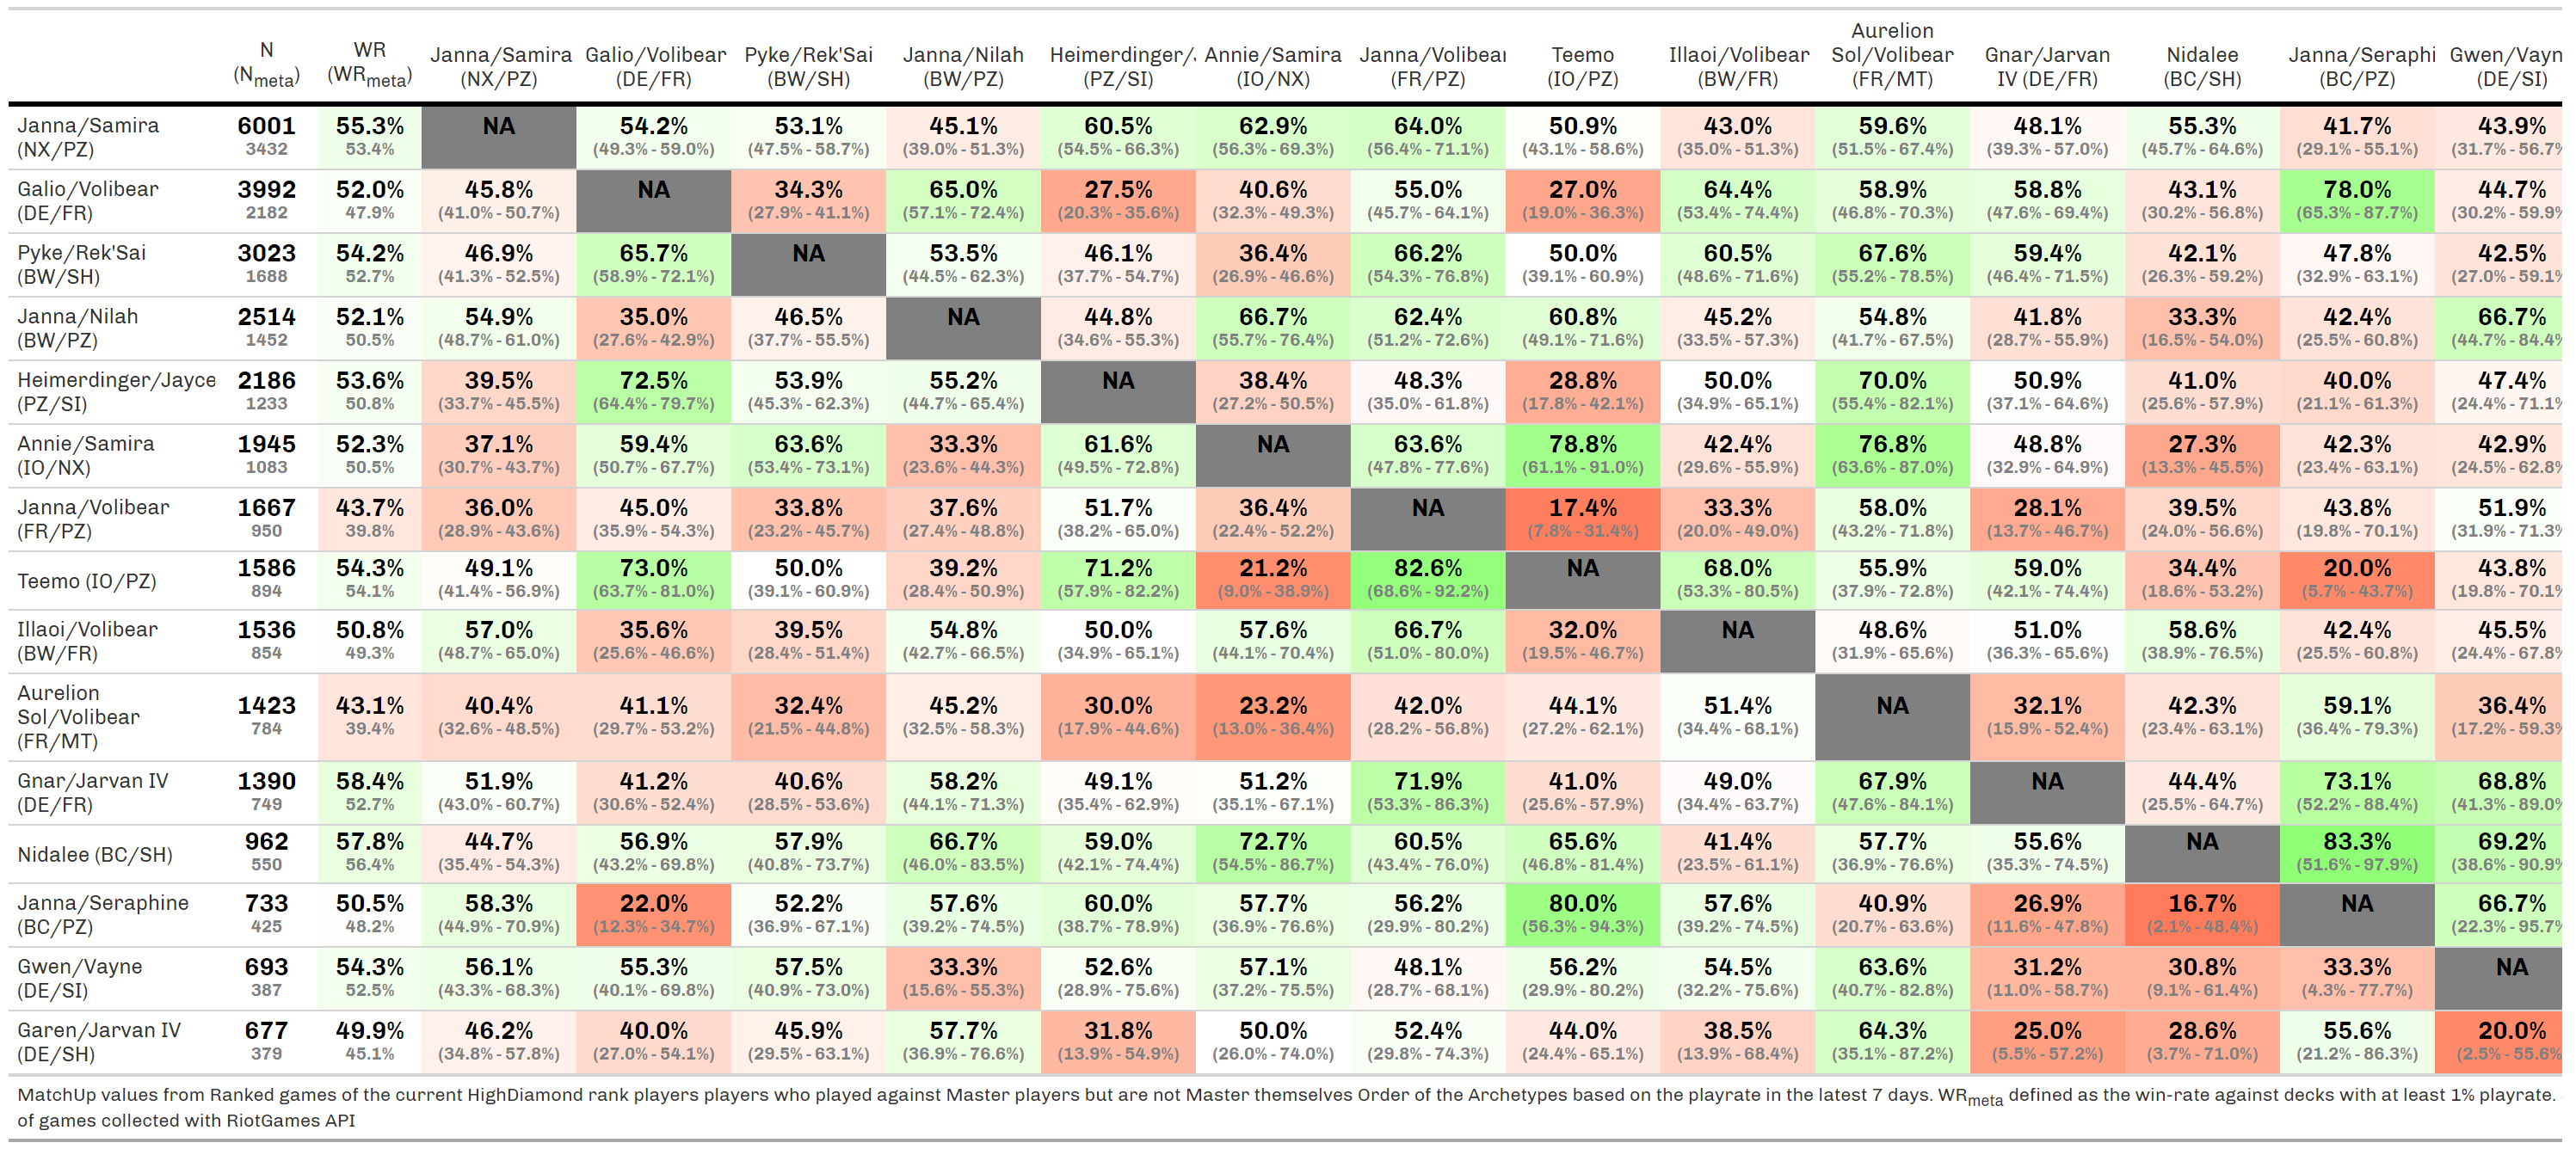 N WR Aurelion
(Nmeta) (WRmeta) Janna/Samira Galio/Volibear Pyke/Rek'Sai Janna/Nilah Heimerdinger/ Annie/Samira Janna/Volibear Teemo Illaoi/Volibear Sol/Volibear Gnar/Jarvan Nidalee Janna/Seraphi Gwen/Vayn
(NX/PZ) (DE/FR) (BW/SH) (BW/PZ) (PZ/SI) (IO/NX) (FR/PZ) (IO/PZ) (BW/FR) (FR/MT) IV (DE/FR) (BC/SH) (BC/PZ) (DE/SI)
Janna/Samira 6001 55.3% NA 54.2% 53.1% 45.1% 60.5% 62.9% 64.0% 50.9% 43.0% 59.6% 48.1% 55.3% 41.7% 43.9%
(NX/PZ) 3432 53.4% (49.3% - 59.0%) (47.5% - 58.7%) (39.0% - 51.3%) (54.5% - 66.3%) (56.3% - 69.3%) (56.4% - 71.1%) (43.1% - 58.6%) (35.0% - 51.3%) (51.5% - 67.4%) (39.3% - 57.0%) (45.7% - 64.6%) (29.1% - 55.1%) (31.7% - 56.7%
Galio/Volibear 3992 52.0% 45.8% NA 34.3% 65.0% 27.5% 40.6% 55.0% 27.0% 64.4% 58.9% 58.8% 43.1% 78.0% 44.7%
(DE/FR) 2182 47.9% (41.0% - 50.7%) (27.9% - 41.1%) (57.1% - 72.4%) (20.3% - 35.6%) (32.3% - 49.3%) (45.7% - 64.1%) (19.0% - 36.3%) (53.4% - 74.4%) (46.8% - 70.3%) (47.6% - 69.4%) (30.2% - 56.8%) (65.3% - 87.7%) (30.2% - 59.9%
Pyke/Rek'Sai 3023 54.2% 46.9% 65.7% NA 53.5% 46.1% 36.4% 66.2% 50.0% 60.5% 67.6% 59.4% 42.1% 47.8% 42.5%
(BW/SH) 1688 52.7% (41.3% - 52.5%) (58.9% - 72.1%) (44.5% - 62.3%) (37.7% - 54.7%) (26.9% - 46.6%) (54.3% - 76.8%) (39.1% - 60.9%) (48.6% - 71.6%) (55.2% - 78.5%) (46.4% - 71.5%) (26.3% - 59.2%) (32.9% - 63.1%) (27.0% - 59.1%
Janna/Nilah 2514 52.1% 54.9% 35.0% 46.5% NA 44.8% 66.7% 62.4% 60.8% 45.2% 54.8% 41.8% 33.3% 42.4% 66.7%
(BW/PZ) 1452 50.5% (48.7% - 61.0%) (27.6% - 42.9%) (37.7% - 55.5%) (34.6% - 55.3%) (55.7% - 76.4%) (51.2% - 72.6%) (49.1% - 71.6%) (33.5% - 57.3%) (41.7% - 67.5%) (28.7% - 55.9%) (16.5% - 54.0%) (25.5% - 60.8%) (44.7% - 84.4%
Heimerdinger/Jayce 2186 53.6% 39.5% 72.5% 53.9% 55.2% NA 38.4% 48.3% 28.8% 50.0% 70.0% 50.9% 41.0% 40.0% 47.4%
(PZ/SI) 1233 50.8% (33.7% - 45.5%) (64.4% - 79.7%) (45.3% - 62.3%) (44.7% - 65.4%) (27.2% - 50.5%) (35.0% - 61.8%) (17.8% - 42.1%) (34.9% - 65.1%) (55.4% - 82.1%) (37.1% - 64.6%) (25.6% - 57.9%) (21.1% - 61.3%) (24.4% - 71.1%
Annie/Samira 1945 52.3% 37.1% 59.4% 63.6% 33.3% 61.6% NA 63.6% 78.8% 42.4% 76.8% 48.8% 27.3% 42.3% 42.9%
(IO/NX) 1083 50.5% (30.7% - 43.7%) (50.7% - 67.7%) (53.4% - 73.1%) (23.6% - 44.3%) (49.5% - 72.8%) (47.8% - 77.6%) (61.1% - 91.0%) (29.6% - 55.9%) (63.6% - 87.0%) (32.9% - 64.9%) (13.3% - 45.5%) (23.4% - 63.1%) (24.5% - 62.8%
Janna/Volibear 1667 43.7% 36.0% 45.0% 33.8% 37.6% 51.7% 36.4% NA 17.4% 33.3% 58.0% 28.1% 39.5% 43.8% 51.9%
(FR/PZ) 950 39.8% (28.9% - 43.6%) (35.9% - 54.3%) (23.2% - 45.7%) (27.4% - 48.8%) (38.2% - 65.0%) (22.4% - 52.2%) (7.8% - 31.4%) (20.0% - 49.0%) (43.2% - 71.8%) (13.7% - 46.7%) (24.0% - 56.6%) (19.8% - 70.1%) (31.9% - 71.3%
Teemo (IO/PZ) 1586 54.3% 49.1% 73.0% 50.0% 39.2% 71.2% 21.2% 82.6% NA 68.0% 55.9% 59.0% 34.4% 20.0% 43.8%
894 54.1% (41.4% - 56.9%) (63.7% - 81.0%) (39.1% - 60.9%) (28.4% - 50.9%) (57.9% - 82.2%) (9.0% - 38.9%) (68.6% - 92.2%) (53.3% - 80.5%) (37.9% - 72.8%) (42.1% - 74.4%) (18.6% - 53.2%) (5.7% - 43.7%) (19.8% - 70.1%
Illaoi/Volibear 1536 50.8% 57.0% 35.6% 39.5% 54.8% 50.0% 57.6% 66.7% 32.0% NA 48.6% 51.0% 58.6% 42.4% 45.5%
(BW/FR) 854 49.3% (48.7% - 65.0%) (25.6% - 46.6%) (28.4% - 51.4%) (42.7% - 66.5%) (34.9% - 65.1%) (44.1% - 70.4%) (51.0% - 80.0%) (19.5% - 46.7%) (31.9% - 65.6%) (36.3% - 65.6%) (38.9% - 76.5%) (25.5% - 60.8%) (24.4% - 67.8%
Aurelion
Sol/Volibear 1423 43.1% 40.4% 41.1% 32.4% 45.2% 30.0% 23.2% 42.0% 44.1% 51.4% NA 32.1% 42.3% 59.1% 36.4%
(FR/MT) 784 39.4% (32.6% - 48.5%) (29.7% - 53.2%) (21.5% - 44.8%) (32.5% - 58.3%) (17.9% - 44.6%) (13.0% - 36.4%) (28.2% - 56.8%) (27.2% - 62.1%) (34.4% - 68.1%) (15.9% - 52.4%) (23.4% - 63.1%) (36.4% - 79.3%) (17.2% - 59.3%
Gnar/Jarvan IV 1390 58.4% 51.9% 41.2% 40.6% 58.2% 49.1% 51.2% 71.9% 41.0% 49.0% 67.9% NA 44.4% 73.1% 68.8%
(DE/FR) 749 52.7% (43.0% - 60.7%) (30.6% - 52.4%) (28.5% - 53.6%) (44.1% - 71.3%) (35.4% - 62.9%) (35.1% - 67.1%) (53.3% - 86.3%) (25.6% - 57.9%) (34.4% - 63.7%) (47.6% - 84.1%) (25.5% - 64.7%) (52.2% - 88.4%) (41.3% - 89.0%
Nidalee (BC/SH) 962 57.8% 44.7% 56.9% 57.9% 66.7% 59.0% 72.7% 60.5% 65.6% 41.4% 57.7% 55.6% NA 83.3% 69.2%
550 56.4% (35.4% - 54.3%) (43.2% - 69.8%) (40.8% - 73.7%) (46.0% - 83.5%) (42.1% - 74.4%) (54.5% - 86.7%) (43.4% - 76.0%) (46.8% - 81.4%) (23.5% - 61.1%) (36.9% - 76.6%) (35.3% - 74.5%) (51.6% - 97.9%) (38.6% - 90.9%
Janna/Seraphine 733 50.5% 58.3% 22.0% 52.2% 57.6% 60.0% 57.7% 56.2% 80.0% 57.6% 40.9% 26.9% 16.7% NA 66.7%
(BC/PZ) 425 48.2% (44.9% - 70.9%) (12.3% - 34.7%) (36.9% - 67.1%) (39.2% - 74.5%) (38.7% - 78.9%) (36.9% - 76.6%) (29.9% - 80.2%) (56.3% - 94.3%) (39.2% - 74.5%) (20.7% - 63.6%) (11.6% - 47.8%) (2.1% - 48.4%) (22.3% - 95.7%
Gwen/Vayne 693 54.3% 56.1% 55.3% 57.5% 33.3% 52.6% 57.1% 48.1% 56.2% 54.5% 63.6% 31.2% 30.8% 33.3% NA
(DE/SI) 387 52.5% (43.3% - 68.3%) (40.1% - 69.8%) (40.9% - 73.0%) (15.6% - 55.3%) (28.9% - 75.6%) (37.2% - 75.5%) (28.7% - 68.1%) (29.9% - 80.2%) (32.2% - 75.6%) (40.7% - 82.8%) (11.0% - 58.7%) (9.1% - 61.4%) (4.3% - 77.7%)
Garen/Jarvan IV 677 49.9% 46.2% 40.0% 45.9% 57.7% 31.8% 50.0% 52.4% 44.0% 38.5% 64.3% 25.0% 28.6% 55.6% 20.0%
(DE/SH) 379 45.1% (34.8% - 57.8%) (27.0% - 54.1%) (29.5% - 63.1%) (36.9% - 76.6%) (13.9% - 54.9%) (26.0% - 74.0%) (29.8% - 74.3%) (24.4% - 65.1%) (13.9% - 68.4%) (35.1% - 87.2%) (5.5% - 57.2%) (3.7% - 71.0%) (21.2% - 86.3%) (2.5% - 55.6%
MatchUp values from Ranked games of the current HighDiamond rank players players who played against Master players but are not Master themselves Order of the Archetypes based on the playrate in the latest 7 days. WRmeta defined as the win-rate against decks with at least 1% playrate.
of games collected with RiotGames API